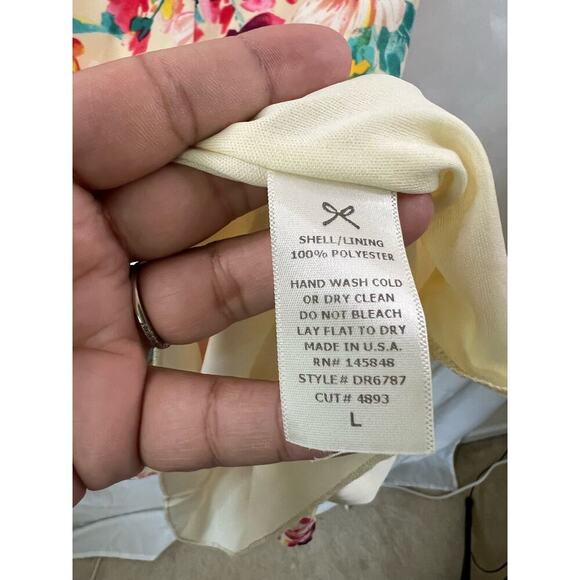 SHELL/LINING
100% POLYESTER
HAND WASH COLD
OR DRY CLEAN
DO NOT BLEACH
LAY FLAT TO DRY
MADE IN U.S.A.
RN# 145848
STYLE# DR6787
CUT# 4893
L